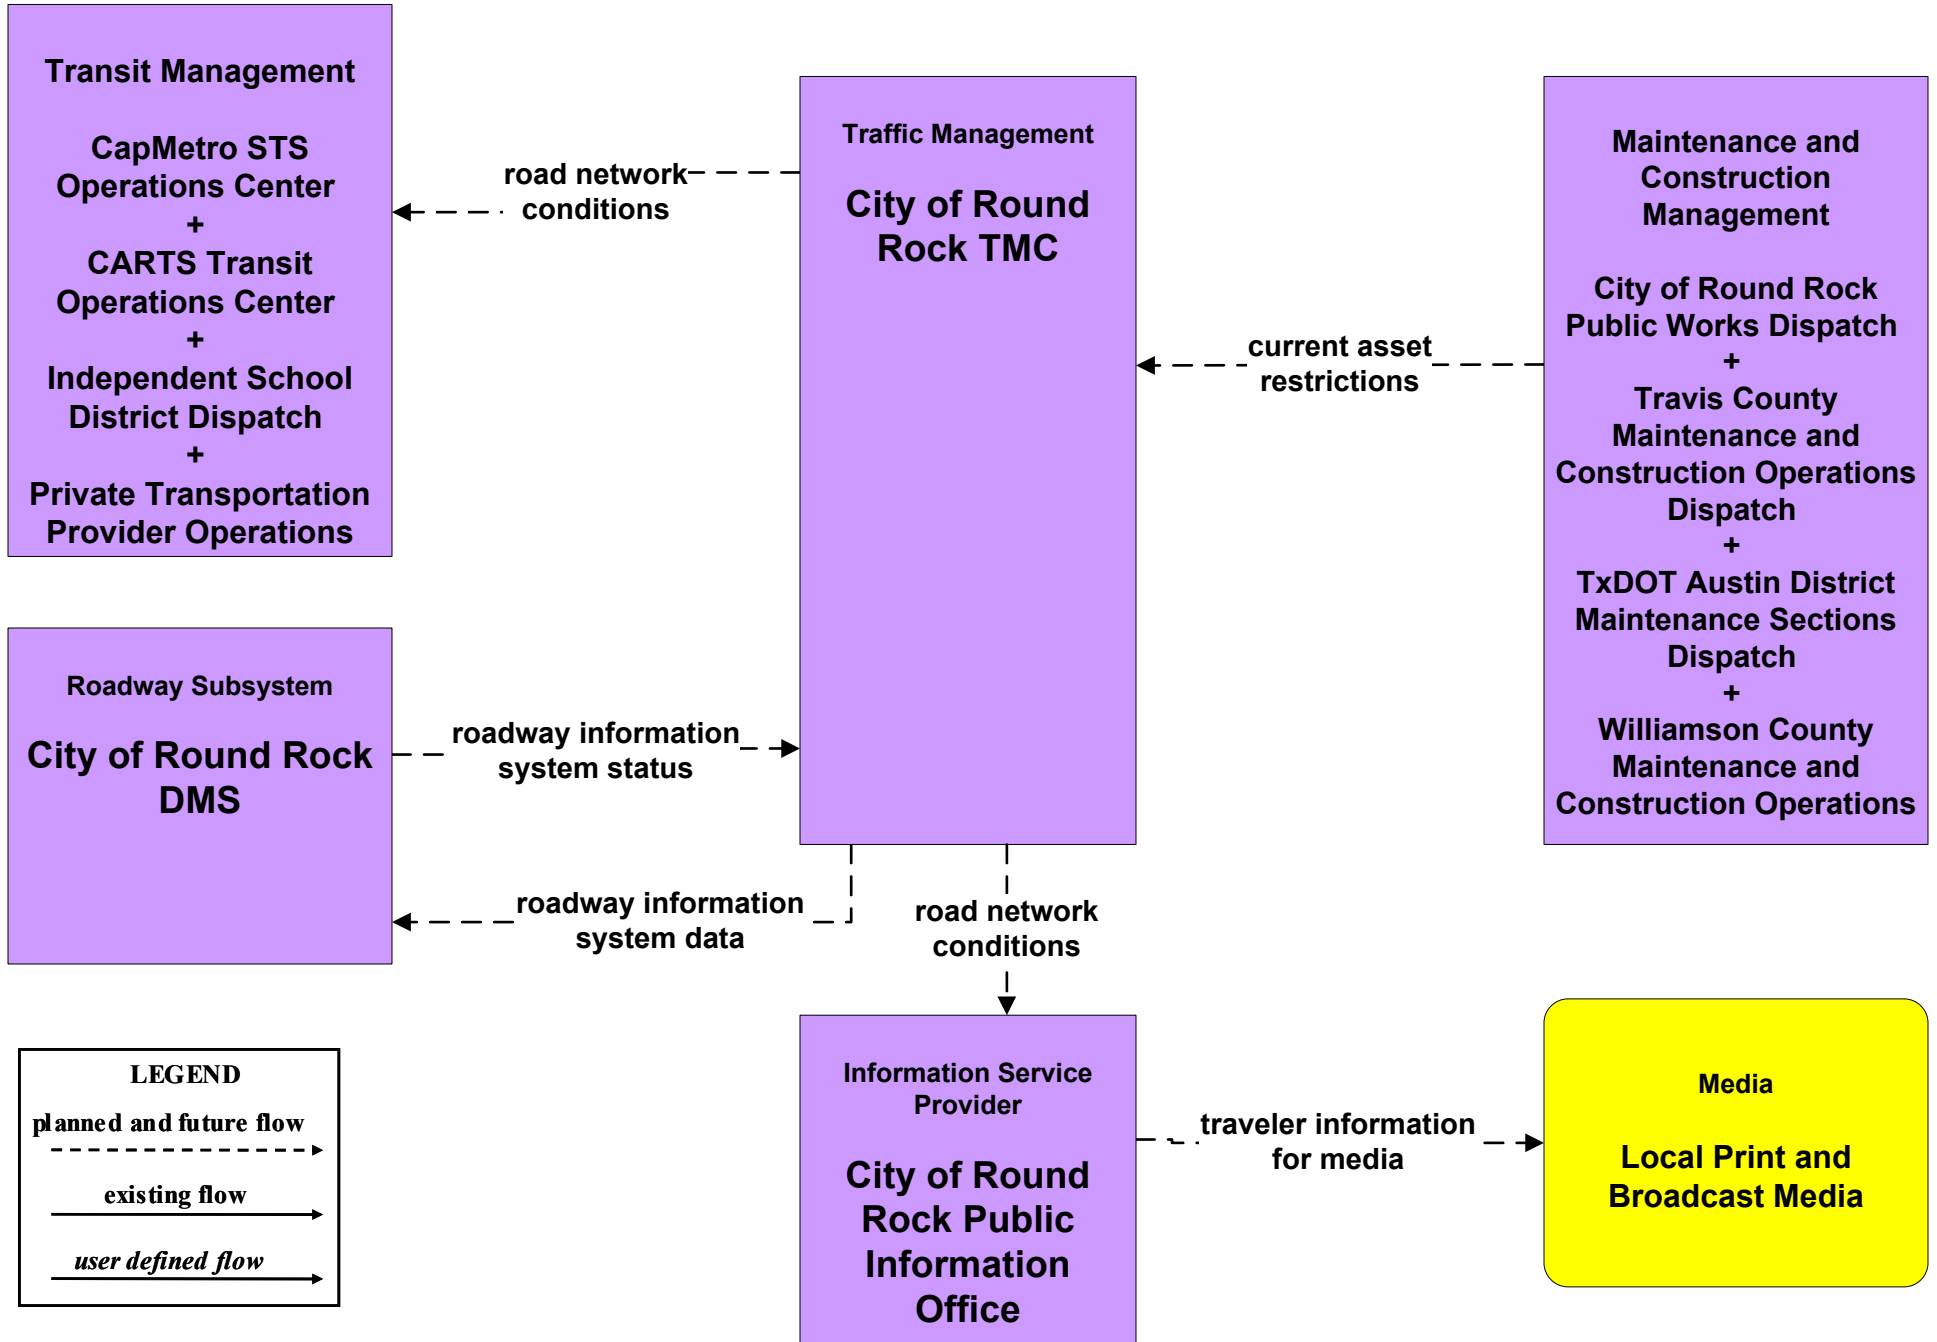 Transit Management
CapMetro STS
Operations Center
+
CARTS Transit
Operations Center
+
Independent School
District Dispatch
+
Private Transportation
Provider Operations
road network
conditions
Traffic Management
City of Round
Rock TMC
current asset
restrictions
Maintenance and
Construction
Management
City of Round Rock
Public Works Dispatch
+
Travis County
Maintenance and
Construction Operations
Dispatch
+
TxDOT Austin District
Maintenance Sections
Dispatch
+
Williamson County
Maintenance and
Construction Operations
Roadway Subsystem
City of Round Rock
DMS
roadway information
system status
roadway information
system data
road network
conditions
LEGEND
planned and future flow
existing flow
user defined flow
Information Service
Provider
City of Round
Rock Public
Information
Office
traveler information
for media
Media
Local Print and
Broadcast Media